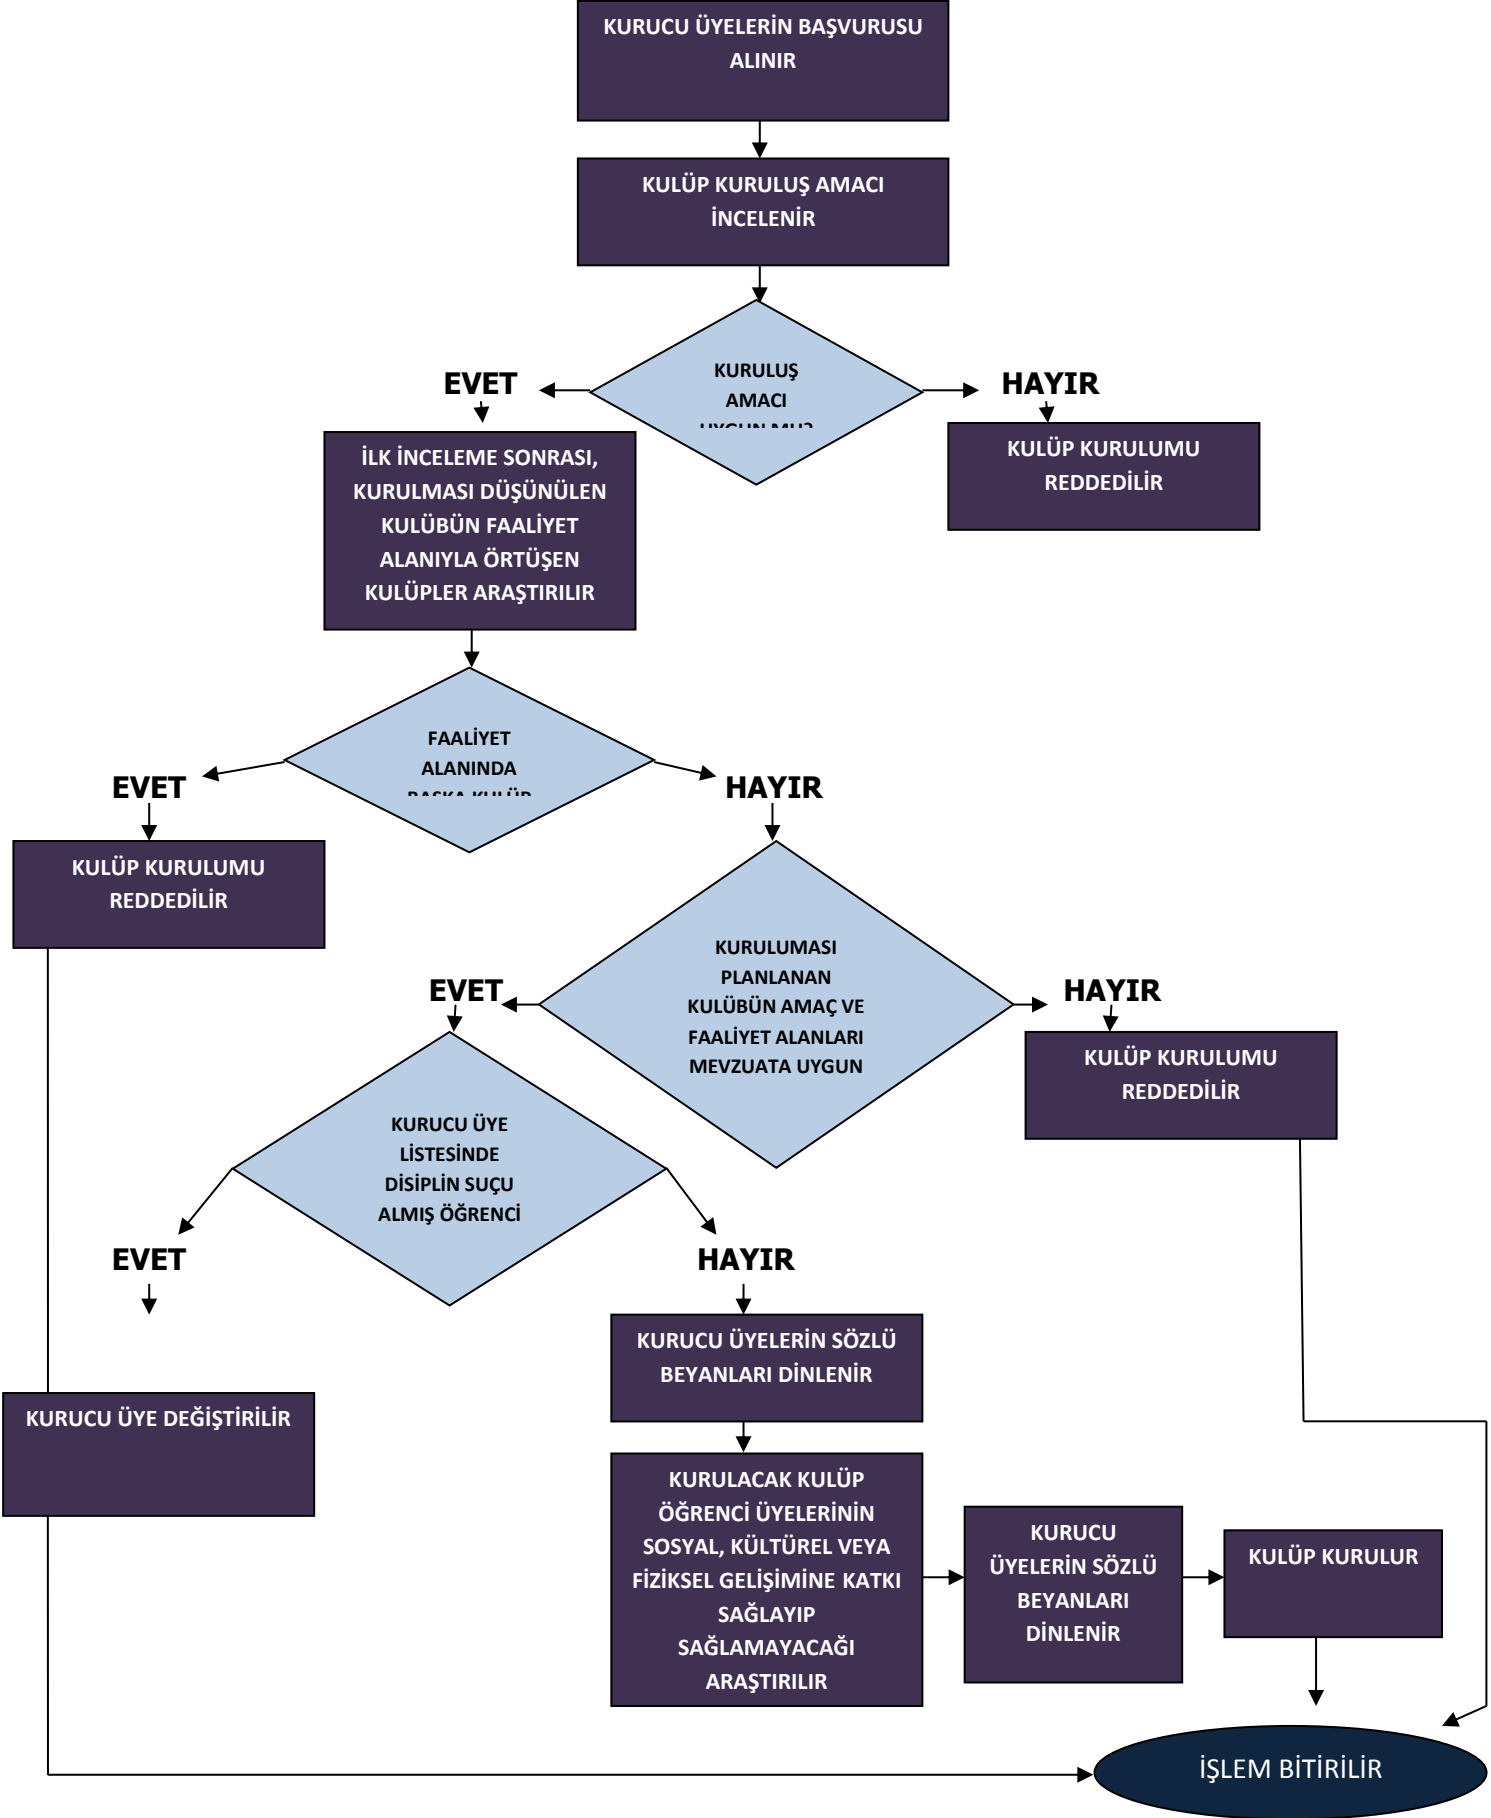 KURUCU ÜYELERİN BAŞVURUSU
ALINIR
KULÜP KURULUŞ AMACI
İNCELENİR
KURULUŞ
AMACI
UYGUN MU?
EVET
HAYIR
İLK İNCELEME SONRASI,
KURULMASI DÜŞÜNÜLEN
KULÜBÜN FAALİYET
ALANIYLA ÖRTÜŞEN
KULÜPLER ARAŞTIRILIR
KULÜP KURULUMU
REDDEDİLİR
FAALİYET
ALANINDA
BAŞKA KULÜP
EVET
HAYIR
KULÜP KURULUMU
REDDEDİLİR
KURULUMASI
PLANLANAN
KULÜBÜN AMAÇ VE
FAALİYET ALANLARI
MEVZUATA UYGUN
EVET
HAYIR
KULÜP KURULUMU
REDDEDİLİR
KURUCU ÜYE
LİSTESİNDE
DİSİPLİN SUÇU
ALMIŞ ÖĞRENCİ
EVET
HAYIR
KURUCU ÜYELERİN SÖZLÜ
BEYANLARI DİNLENİR
KURUCU ÜYE DEĞİŞTİRİLİR
KURULACAK KULÜP
ÖĞRENCİ ÜYELERİNİN
SOSYAL, KÜLTÜREL VEYA
FİZİKSEL GELİŞİMİNE KATKI
SAĞLAYIP
SAĞLAMAYACAĞI
ARAŞTIRILIR
KURUCU
ÜYELERİN SÖZLÜ
BEYANLARI
DİNLENİR
KULÜP KURULUR
İŞLEM BİTİRİLİR